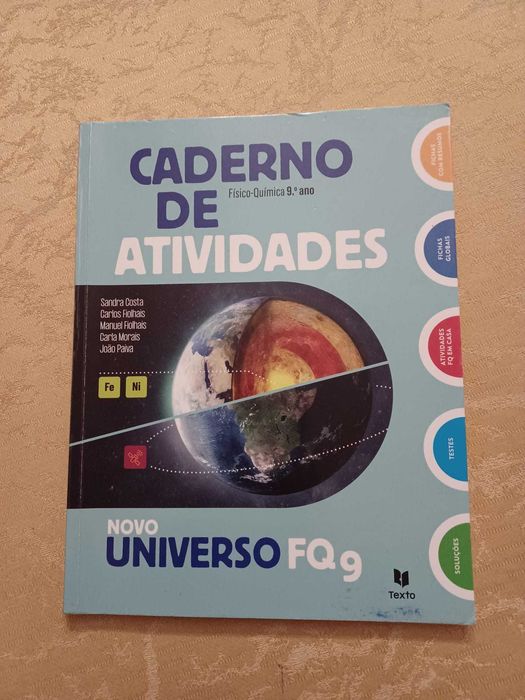 CADERNO
Físico-Química 9.º ano
DE
ATIVIDADES
Sandra Costa
Carlos Fiolhais
Manuel Fiolhais
Carla Morais
João Paiva
Fe Ni
NOVO
UNIVERSO FQ9
Texto
FICHAS
COM RESUMOS
FICHAS
GLOBAIS
ATIVIDADES
FQ EM CASA
TESTES
SOLUÇÕES